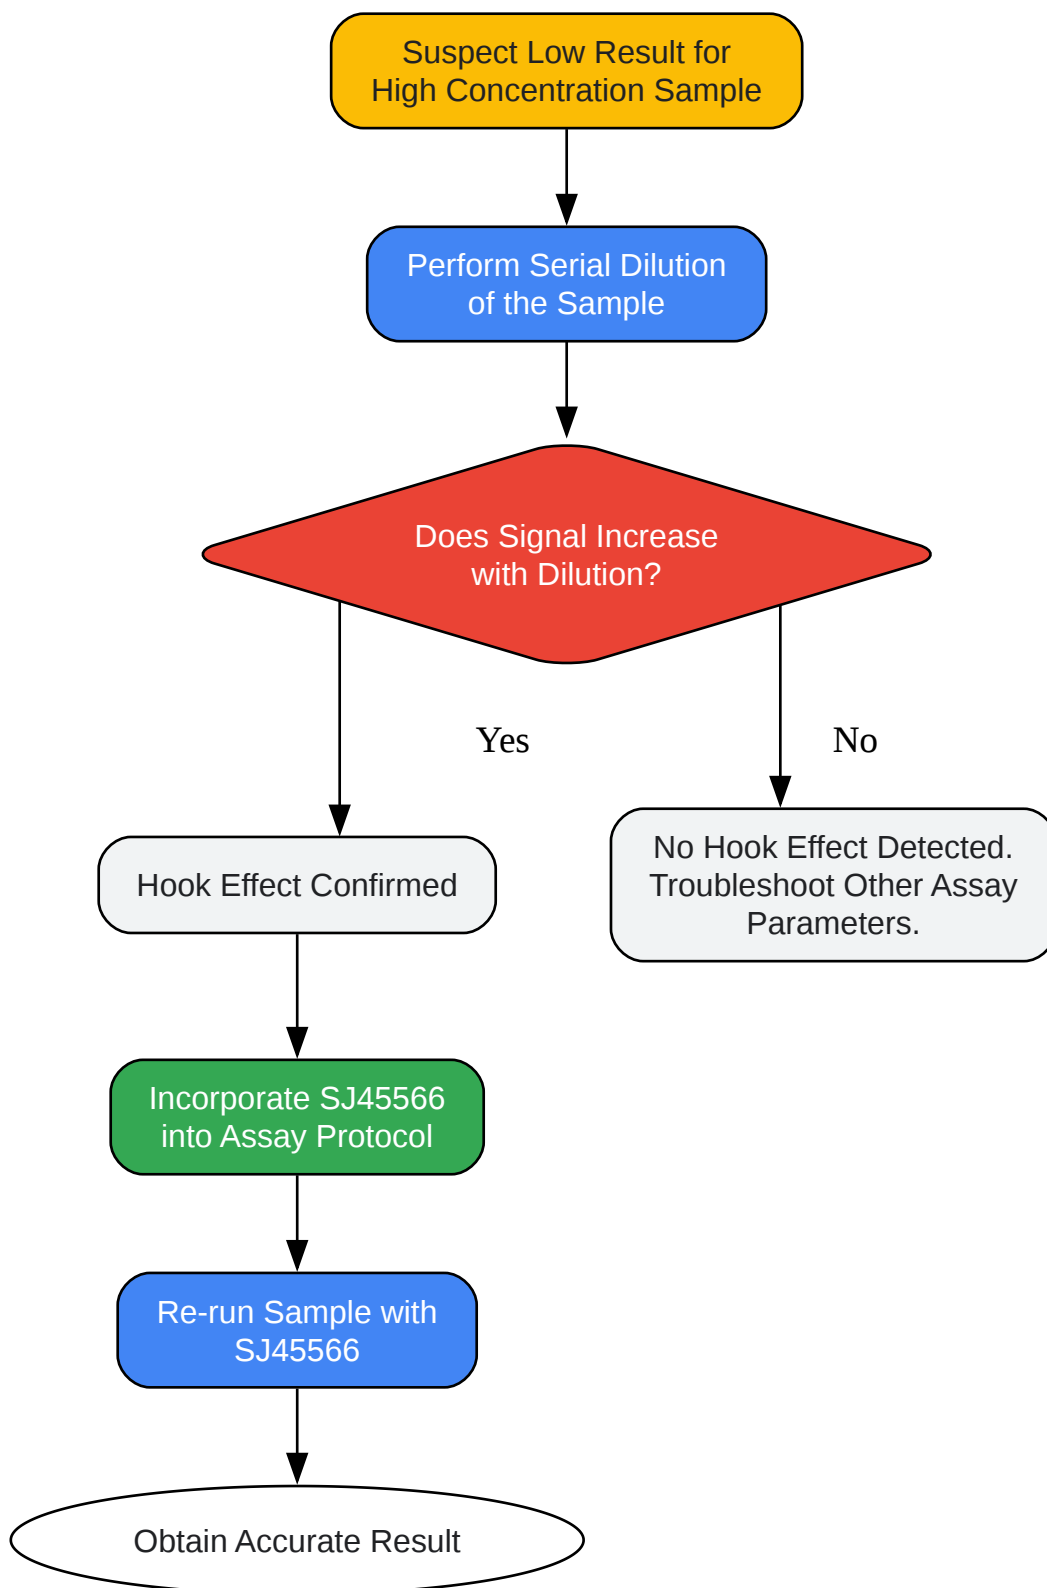 Suspect Low Result for
High Concentration Sample
Perform Serial Dilution
of the Sample
Does Signal Increase
with Dilution?
Yes
No
Hook Effect Confirmed
No Hook Effect Detected.
Troubleshoot Other Assay
Parameters.
Incorporate SJ45566
into Assay Protocol
Re-run Sample with
SJ45566
Obtain Accurate Result